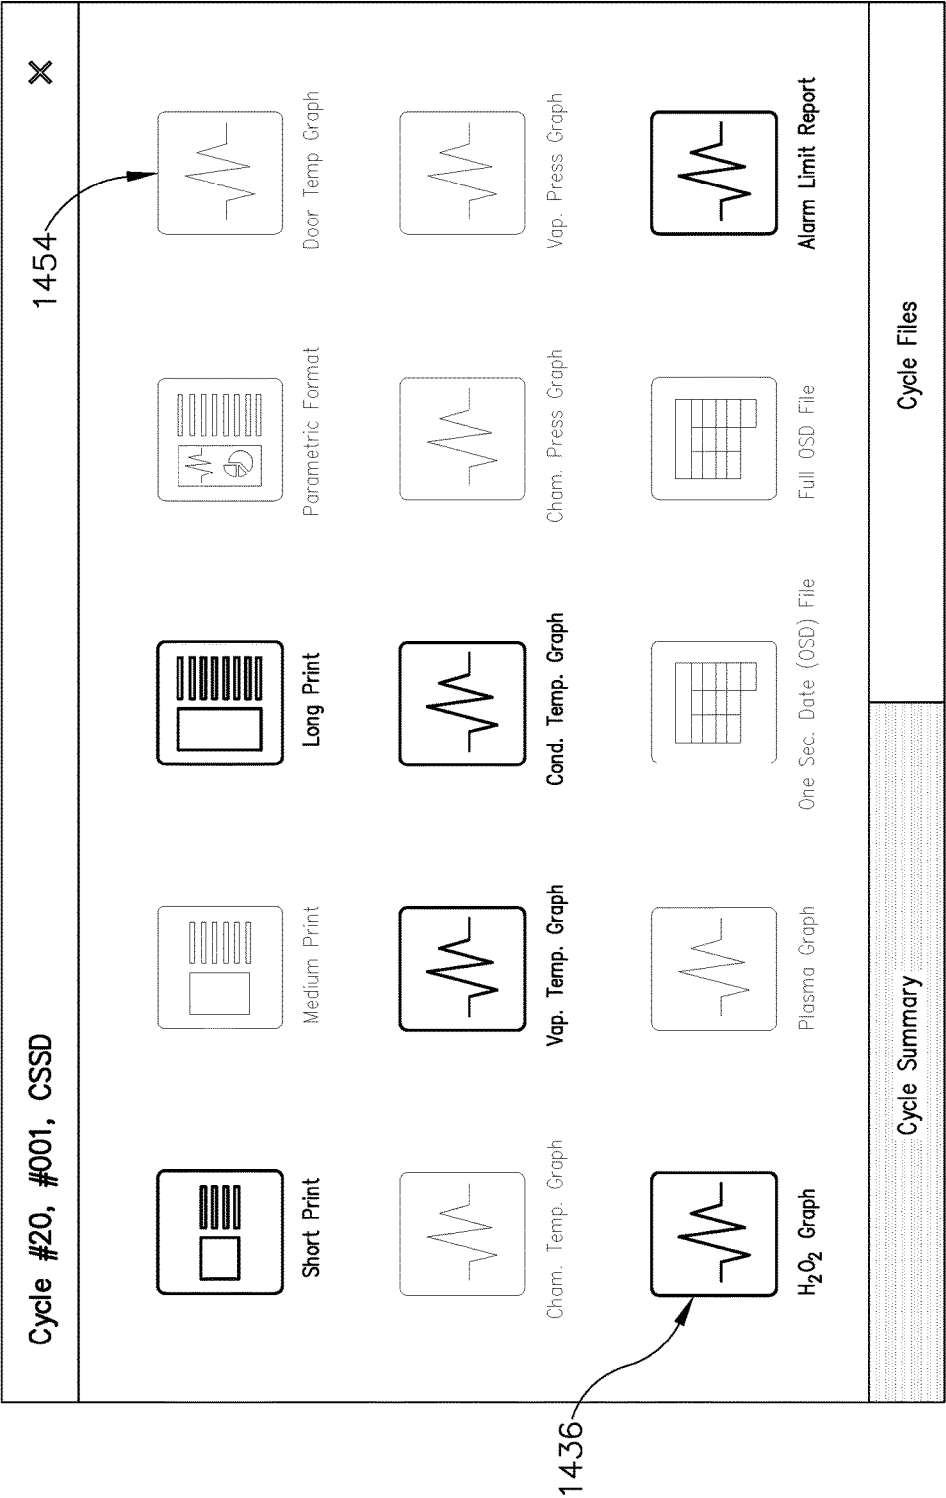 Cycle #20, #001, CSSD
1454
Short Print
Medium Print
Long Print
Parametric Format
Door Temp Graph
Cham. Temp. Graph
Vap. Temp. Graph
Cond. Temp. Graph
Cham. Press Graph
Vap. Press Graph
1436
H₂O₂ Graph
Plasma Graph
One Sec. Date (OSD) File
Full OSD File
Alarm Limit Report
Cycle Summary
Cycle Files